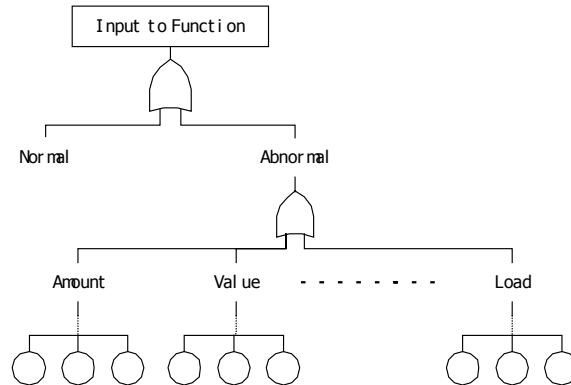 Input to Function
Normal
Abnormal
Amount
Value
Load